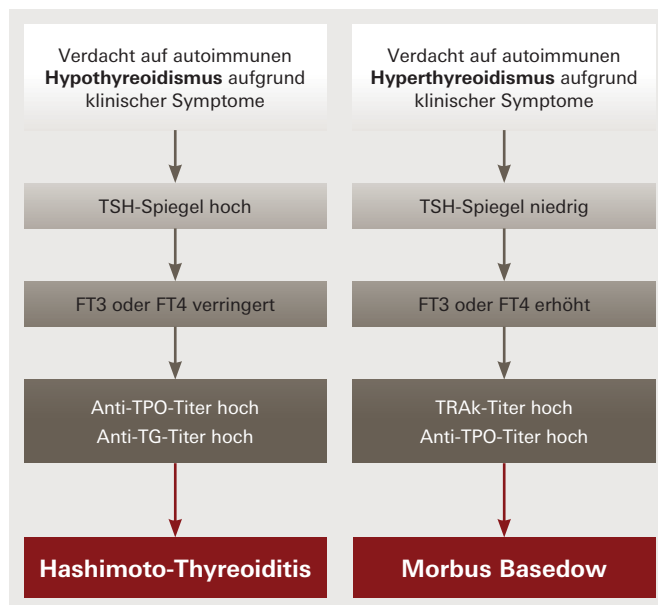 Verdacht auf autoimmunen
Hypothyreoidismus aufgrund
klinischer Symptome
TSH-Spiegel hoch
FT3 oder FT4 verringert
Anti-TPO-Titer hoch
Anti-TG-Titer hoch
Hashimoto-Thyreoiditis
Verdacht auf autoimmunen
Hyperthyreoidismus aufgrund
klinischer Symptome
TSH-Spiegel niedrig
FT3 oder FT4 erhöht
TRAk-Titer hoch
Anti-TPO-Titer hoch
Morbus Basedow